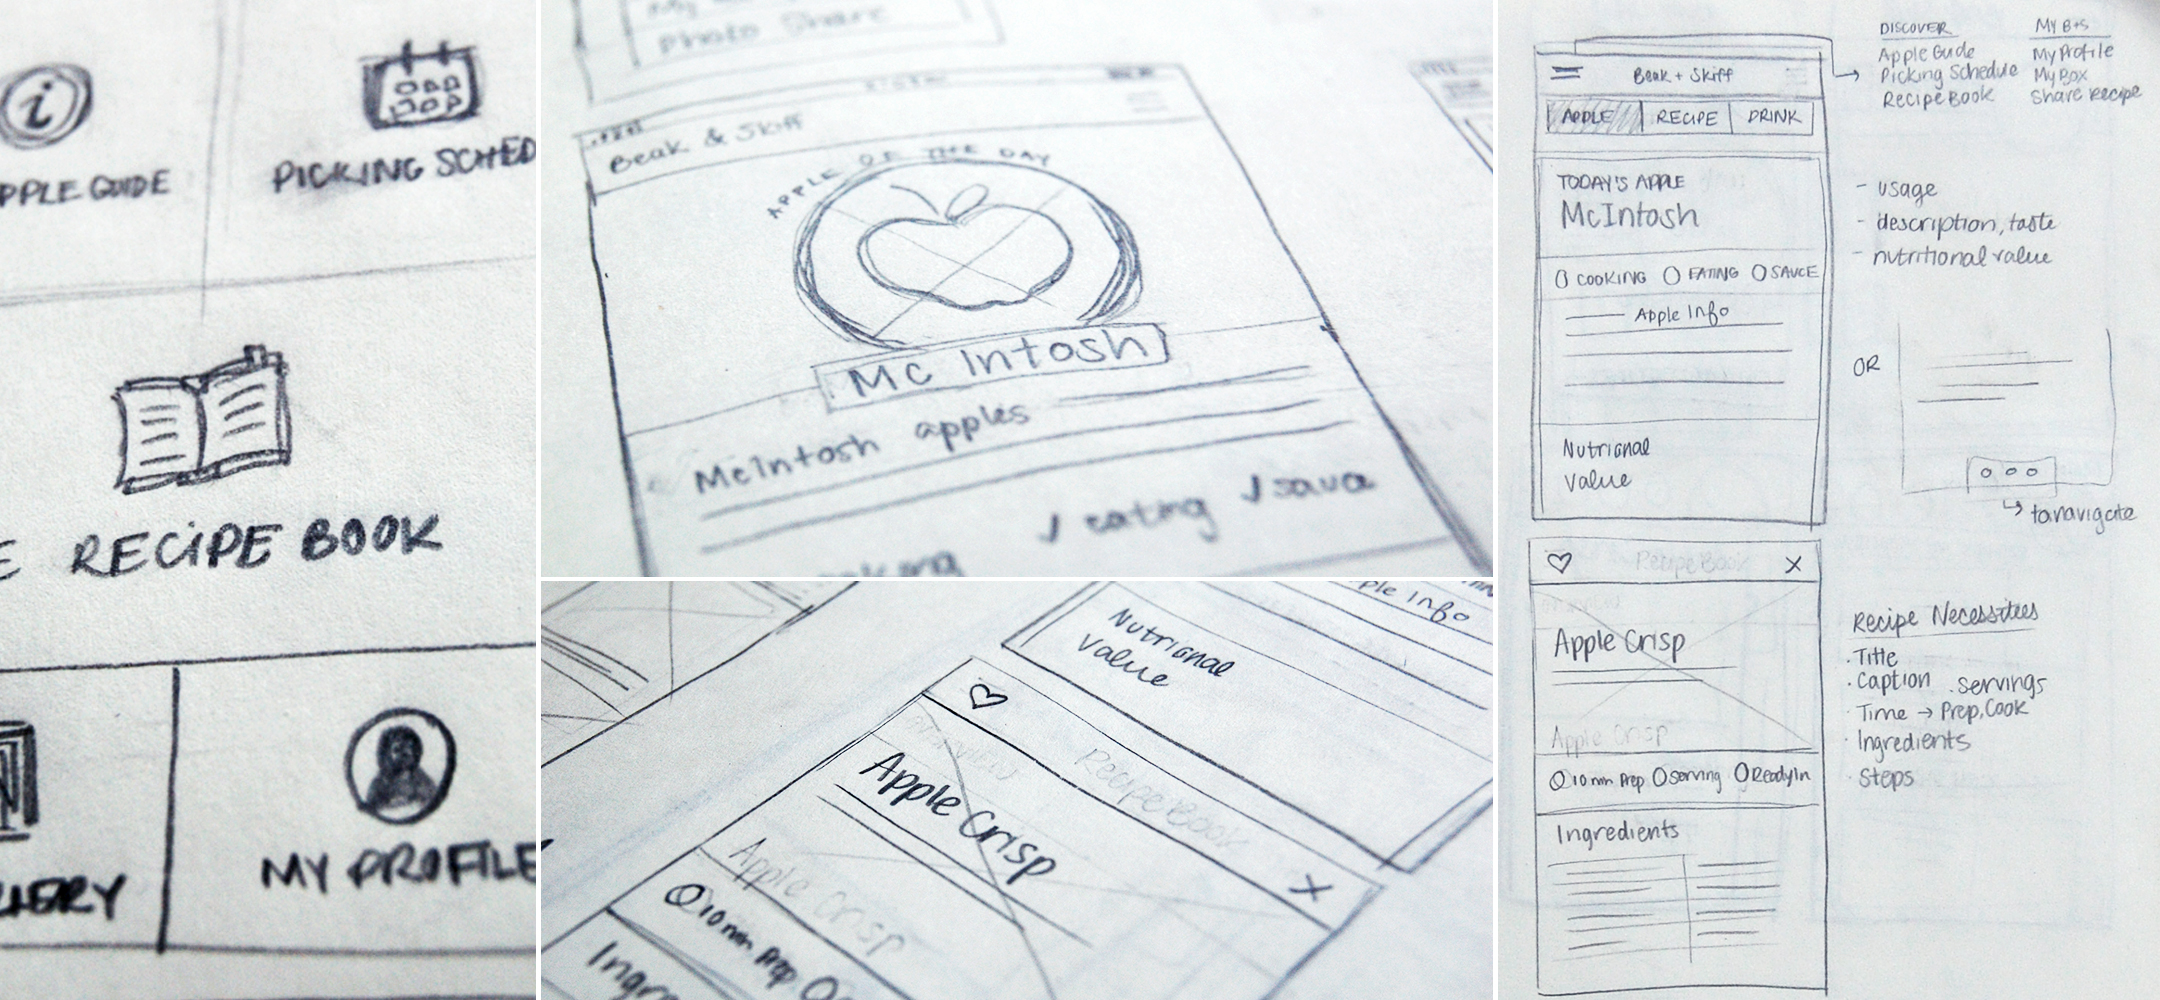 PPLE GUIDE
PICKING SCHED
E RECIPE BOOK
MY PROFILE
Photo Share
Beak & Skiff
APPLE OF THE DAY
Mc Intosh
McIntosh apples
√ eating √ sauce
Nutrional
Value
ple Info
Recipe Book
X
Apple Crisp
Apple Crisp
10 min Prep
Ingre
DISCOVER
Apple Guide
Picking Schedule
Recipe Book
MY B+S
My Profile
My Box
Share Recipe
Beak + Skiff
APPLE RECIPE DRINK
TODAY'S APPLE
McIntosh
COOKING EATING SAUCE
Apple Info
Nutrional
Value
- usage
- description, taste
- nutritional value
OR
↳ to navigate
Recipe Book X
Apple Crisp
Apple Crisp
10 min Prep serving Ready In
Ingredients
Recipe Necessities
· Title
· Caption . servings
· Time → Prep, Cook
· Ingredients
· Steps